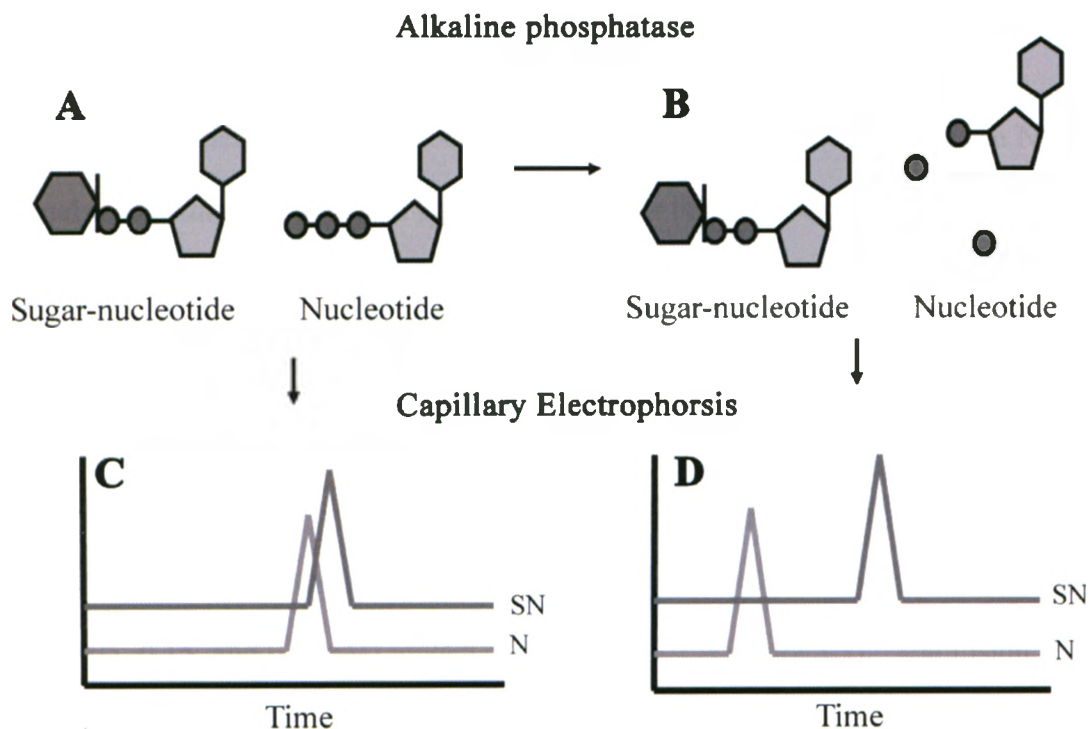 Alkaline phosphatase
A
B
Sugar-nucleotide
Nucleotide
Sugar-nucleotide
Nucleotide
Capillary Electrophorsis
C
D
SN
N
SN
N
Time
Time